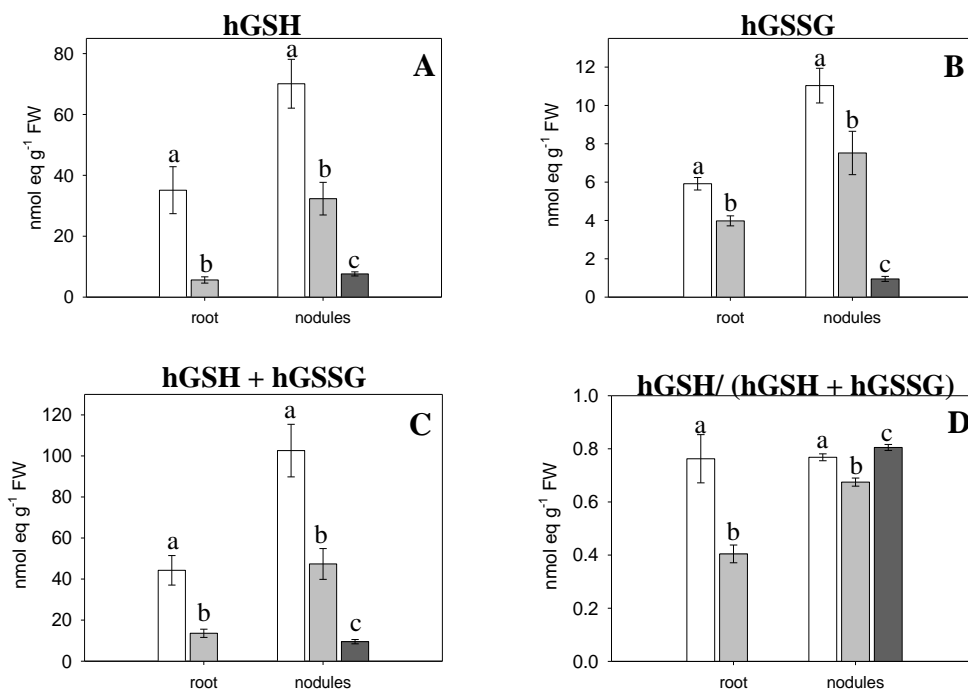 hGSH
A
nmol eq g⁻¹ FW
80
60
40
20
0
a
b
a
b
c
root nodules
hGSSG
B
nmol eq g⁻¹ FW
12
10
8
6
4
2
0
a
b
a
b
c
root nodules
hGSH + hGSSG
C
nmol eq g⁻¹ FW
120
100
80
60
40
20
0
a
b
a
b
c
root nodules
hGSH/ (hGSH + hGSSG)
D
nmol eq g⁻¹ FW
1.0
0.8
0.6
0.4
0.2
0.0
a
b
a
b
c
root nodules